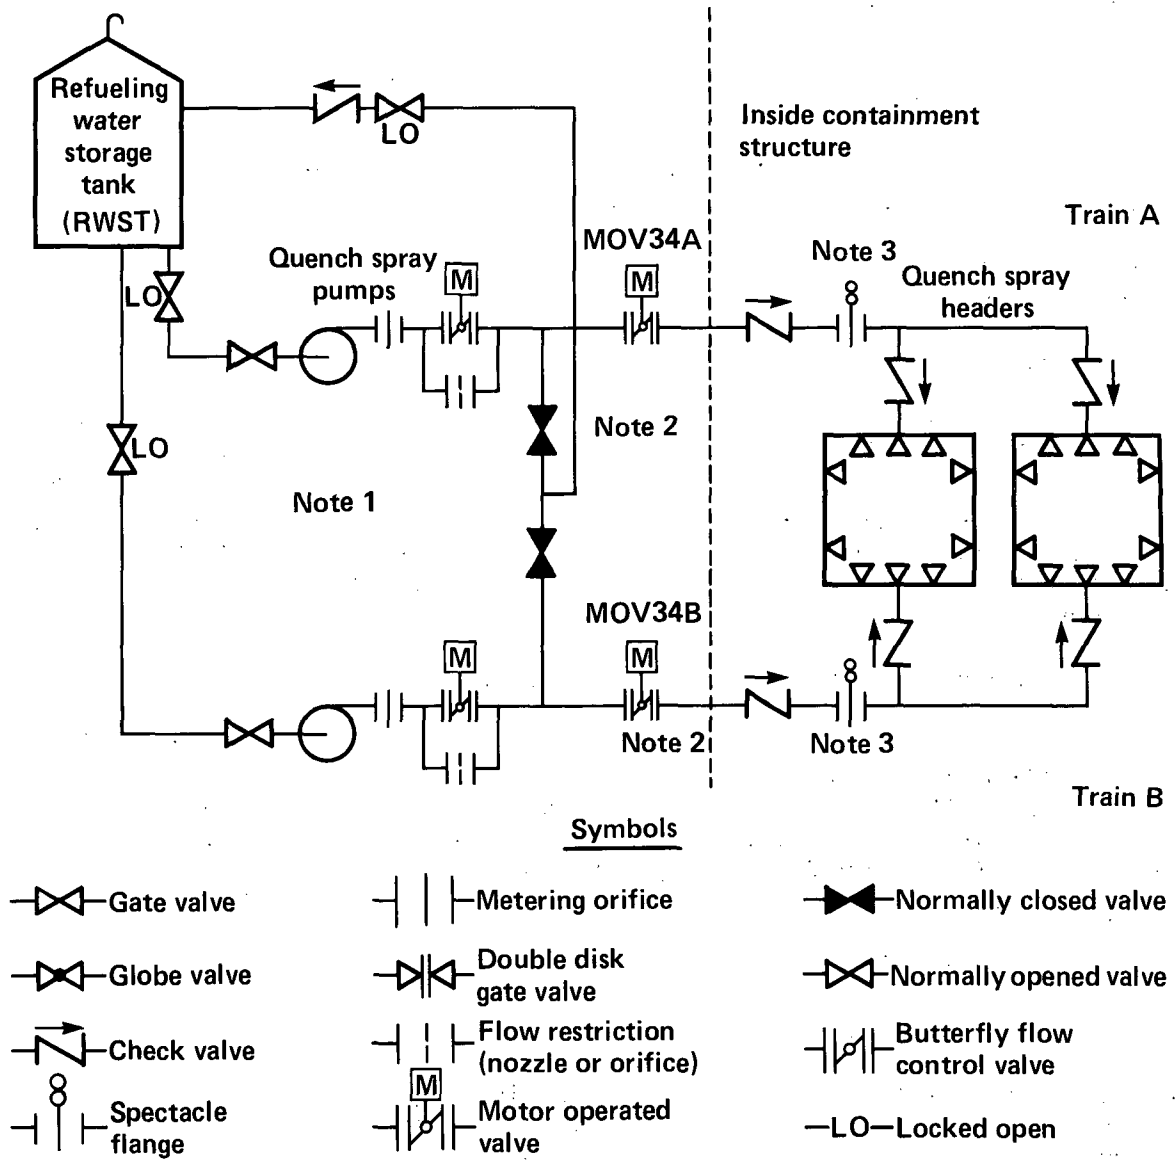 Refueling
water
storage
tank
(RWST)
LO
Inside containment
structure
Train A
MOV34A
Note 3
Quench spray
pumps
M
M
Quench spray
headers
LO
Note 2
LO
Note 1
MOV34B
M
M
Note 2
Note 3
Train B
Symbols
Gate valve
Metering orifice
Normally closed valve
Globe valve
Double disk
gate valve
Normally opened valve
Check valve
Flow restriction
(nozzle or orifice)
Butterfly flow
control valve
Spectacle
flange
M
Motor operated
valve
LO
Locked open